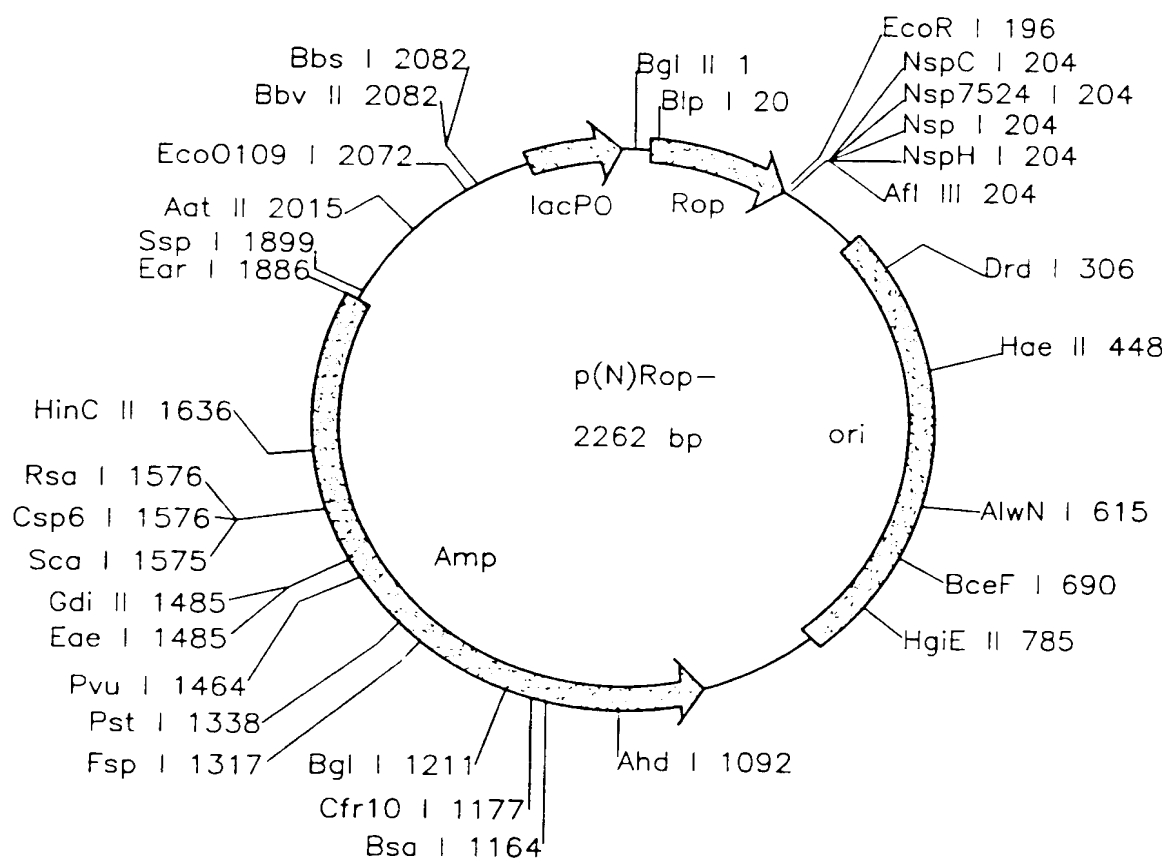 EcoR I 196
NspC I 204
Nsp7524 I 204
Nsp I 204
NspH I 204
Afl III 204
Bbs I 2082
Bbv II 2082
Bgl II 1
Blp I 20
EcoO109 I 2072
lacPO
Rop
Aat II 2015
Ssp I 1899
Ear I 1886
Drd I 306
Hae II 448
p(N)Rop-
2262 bp
ori
HinC II 1636
Rsa I 1576
Csp6 I 1576
Sca I 1575
AlwN I 615
Amp
Gdi II 1485
Eae I 1485
BceF I 690
HgiE II 785
Pvu I 1464
Pst I 1338
Fsp I 1317
Bgl I 1211
Ahd I 1092
Cfr10 I 1177
Bsa I 1164